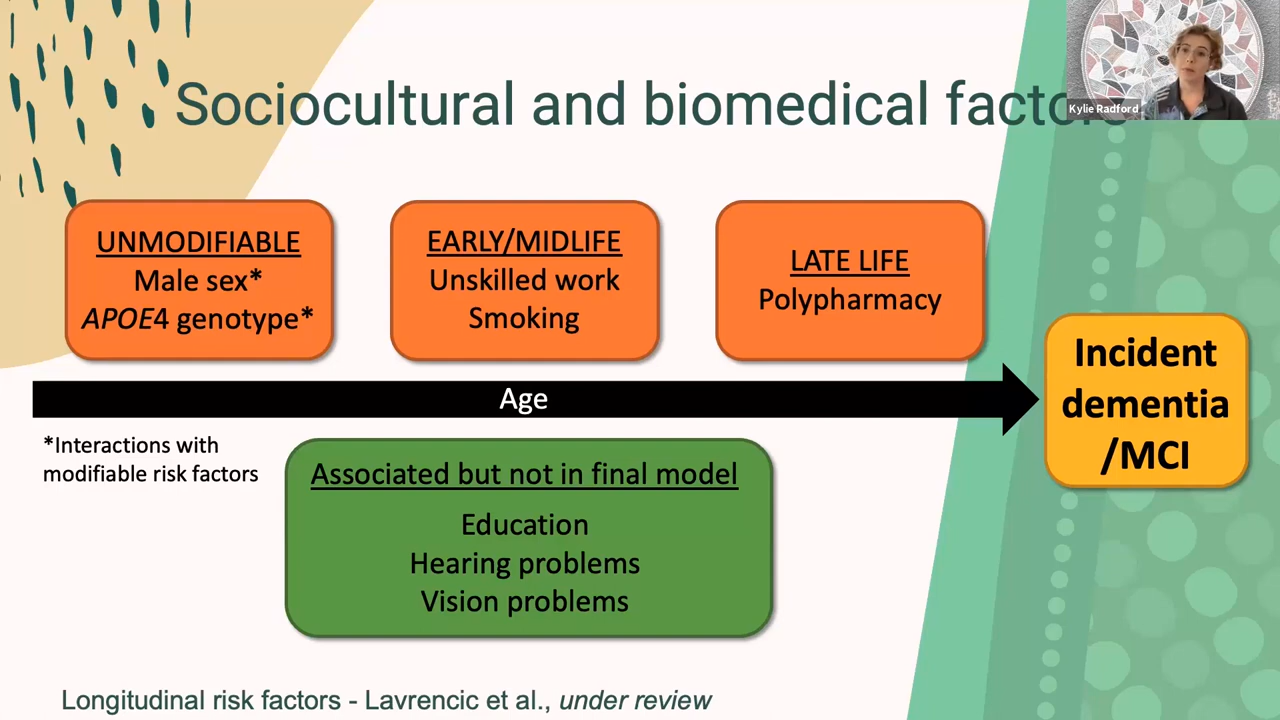 Sociocultural and biomedical factors
Kylie Radford
UNMODIFIABLE
Male sex*
APOE4 genotype*
EARLY/MIDLIFE
Unskilled work
Smoking
LATE LIFE
Polypharmacy
Age
Incident
dementia
/MCI
*Interactions with
modifiable risk factors
Associated but not in final model
Education
Hearing problems
Vision problems
Longitudinal risk factors - Lavrencic et al., under review